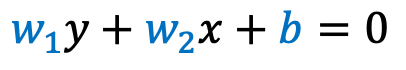 w₁y + w₂x + b = 0